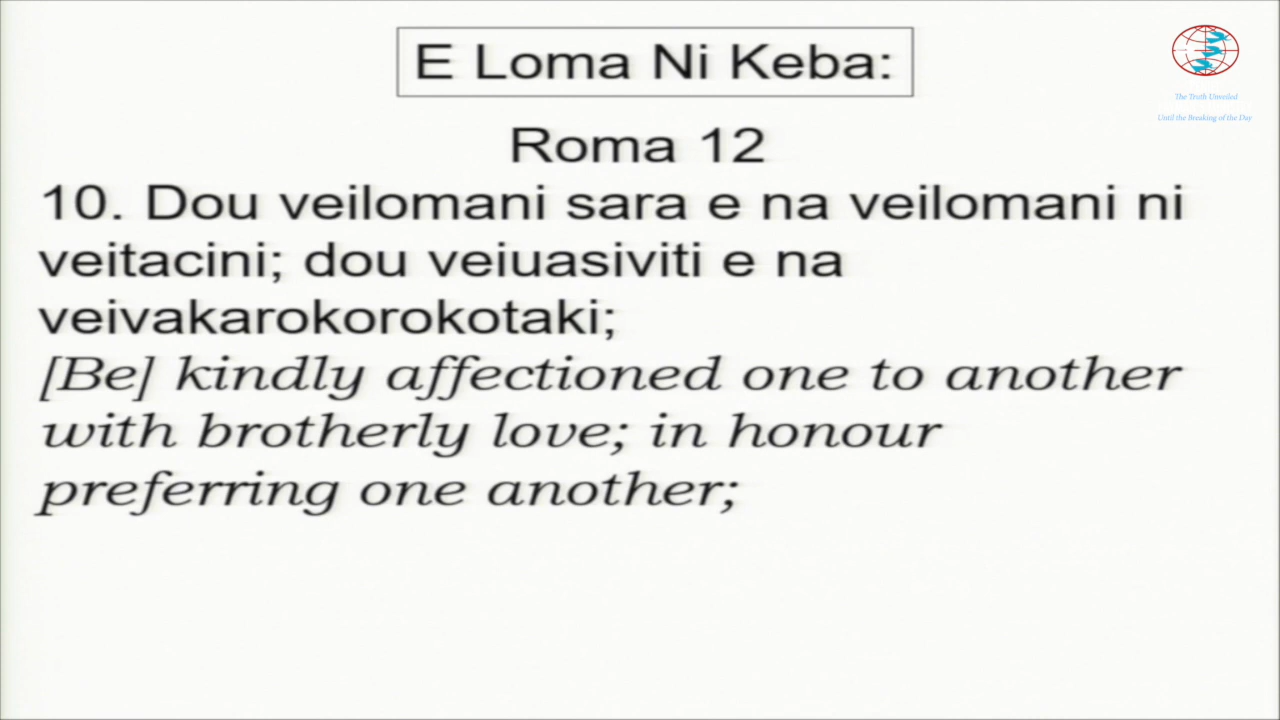 E Loma Ni Keba:
The Truth Unveiled
Until the Breaking of the Day
Roma 12
10. Dou veilomani sara e na veilomani ni
veitacini; dou veiuasiviti e na
veivakarokorokotaki;
[Be] kindly affectioned one to another
with brotherly love; in honour
preferring one another;